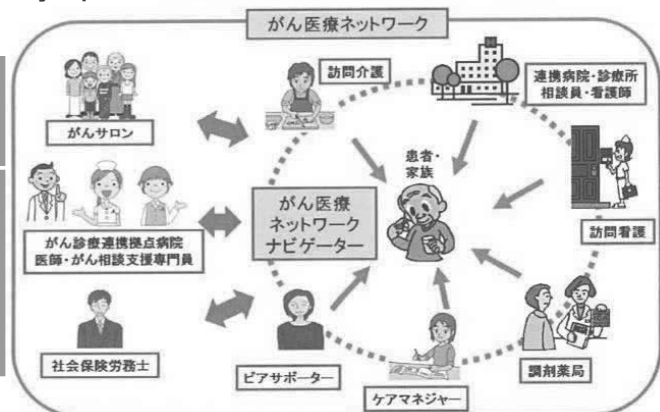 がん医療ネットワーク
訪問介護
連携病院・診療所
相談員・看護師
がんサロン
患者・
家族
がん医療
ネットワーク
ナビゲーター
訪問看護
がん診療連携拠点病院
医師・がん相談支援専門員
社会保険労務士
ピアサポーター
ケアマネジャー
調剤薬局